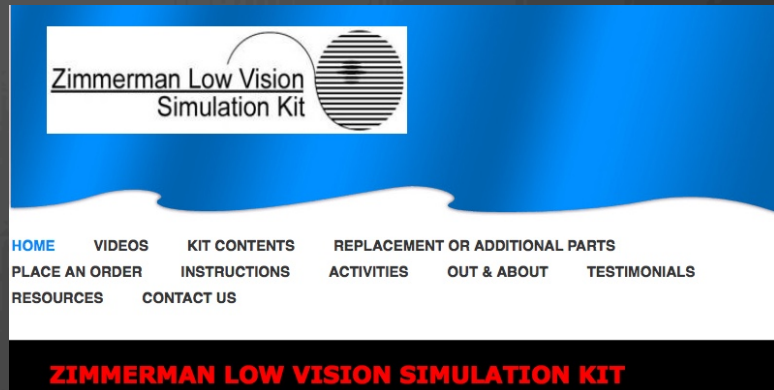 Zimmerman Low Vision
Simulation Kit
HOME VIDEOS KIT CONTENTS REPLACEMENT OR ADDITIONAL PARTS
PLACE AN ORDER INSTRUCTIONS ACTIVITIES OUT & ABOUT TESTIMONIALS
RESOURCES CONTACT US
ZIMMERMAN LOW VISION SIMULATION KIT